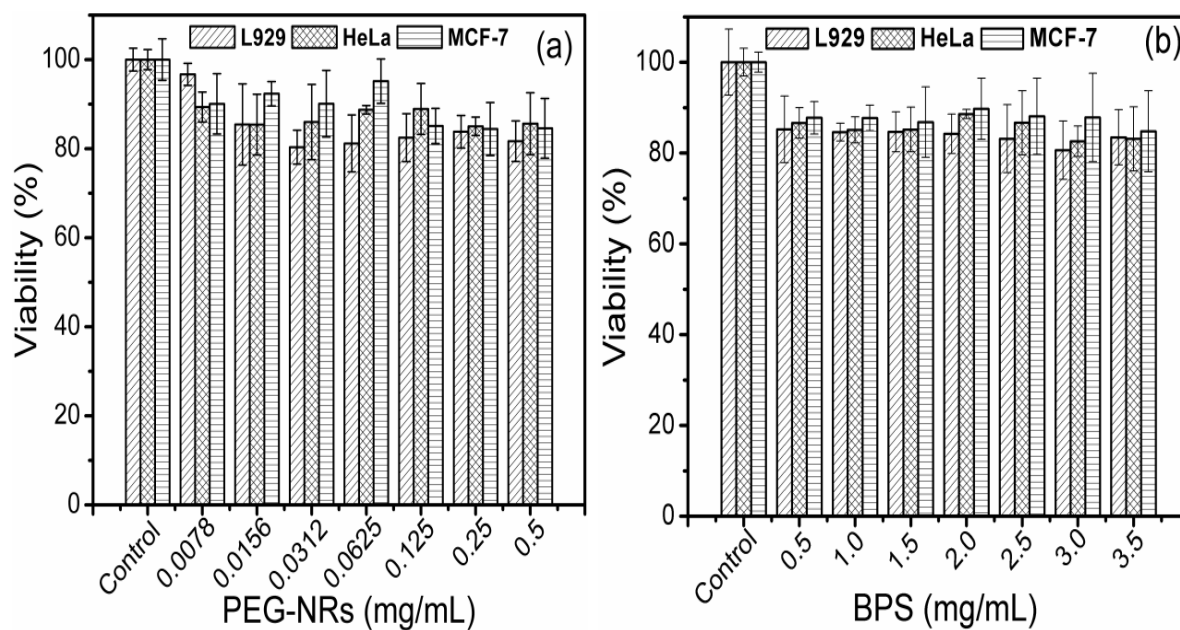 L929 HeLa MCF-7 (a)
Viability (%)
100
80
60
40
20
0
Control 0.0078 0.0156 0.0312 0.0625 0.125 0.25 0.5
PEG-NRs (mg/mL)
L929 HeLa MCF-7 (b)
Viability (%)
100
80
60
40
20
0
Control 0.5 1.0 1.5 2.0 2.5 3.0 3.5
BPS (mg/mL)